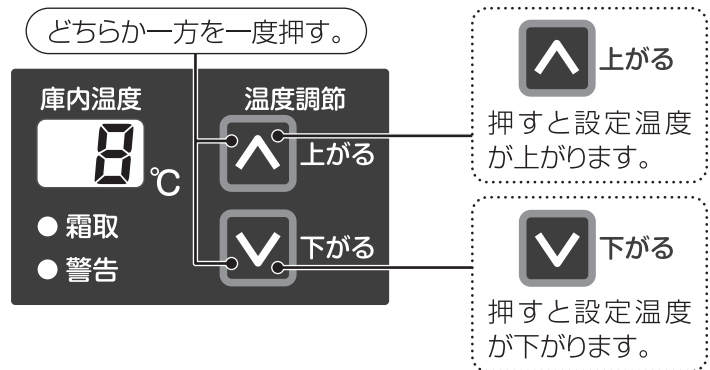 どちらか一方を一度押す。
庫内温度
8℃
霜取
警告
温度調節
上がる
下がる
上がる
押すと設定温度
が上がります。
下がる
押すと設定温度
が下がります。